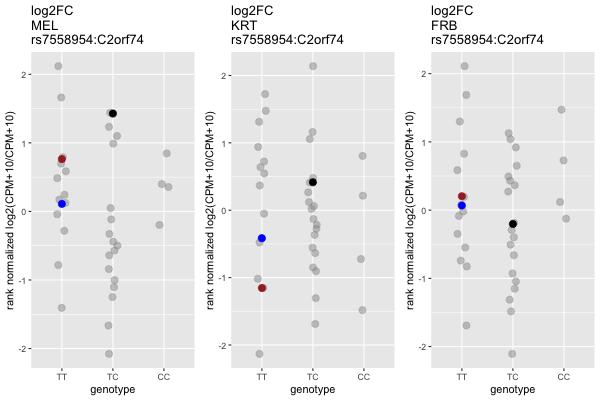 log2FC
MEL
rs7558954:C2orf74
rank normalized log2(CPM+10/CPM+10)
2
1
0
-1
-2
TT
TC
CC
genotype
log2FC
KRT
rs7558954:C2orf74
rank normalized log2(CPM+10/CPM+10)
2
1
0
-1
-2
TT
TC
CC
genotype
log2FC
FRB
rs7558954:C2orf74
rank normalized log2(CPM+10/CPM+10)
2
1
0
-1
-2
TT
TC
CC
genotype